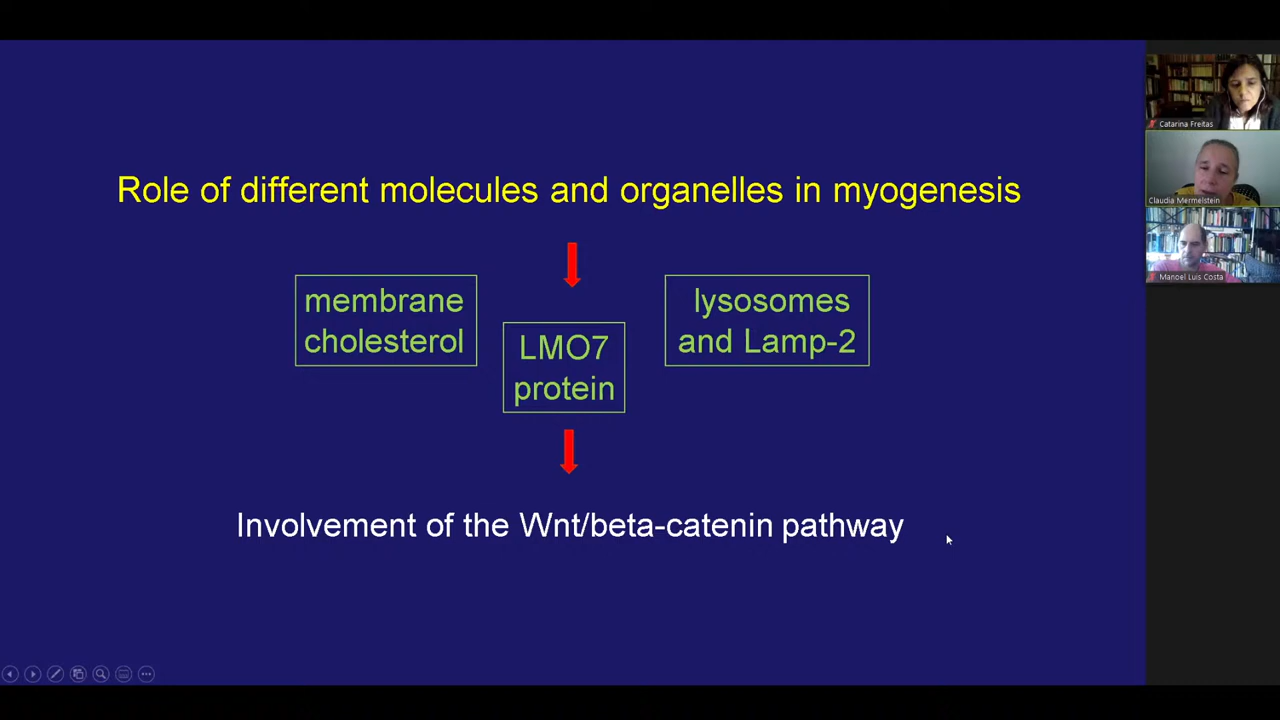 Role of different molecules and organelles in myogenesis
membrane
cholesterol
LMO7
protein
lysosomes
and Lamp-2
Involvement of the Wnt/beta-catenin pathway
Catarina Freitas
Claudia Mermelstein
Manoel Luis Costa